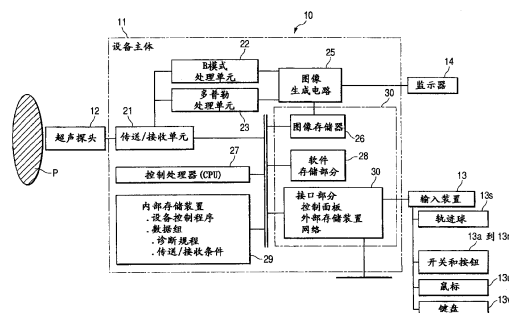 10
11
设备主体
22
B模式
处理单元
多普勒
处理单元
23
25
图像
生成电路
14
监示器
30
12
超声探头
21
传送/接收单元
图像存储器
26
P
27
控制处理器(CPU)
28
软件
存储部分
内部存储装置
.设备控制程序
.数据组
.诊断规程
.传送/接收条件
29
30
接口部分
控制面板
外部存储装置
网络
13
输入装置
13s
轨迹球
13a 到 13n
开关和按钮
鼠标
键盘
13v